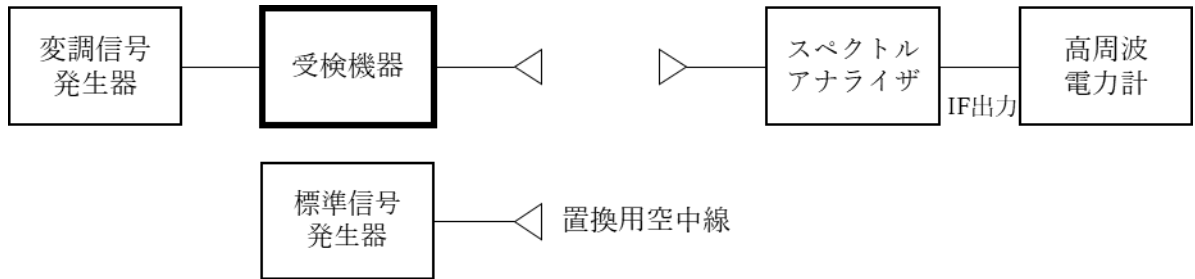 変調信号
発生器
受検機器
スペクトル
アナライザ
IF出力
高周波
電力計
標準信号
発生器
置換用空中線